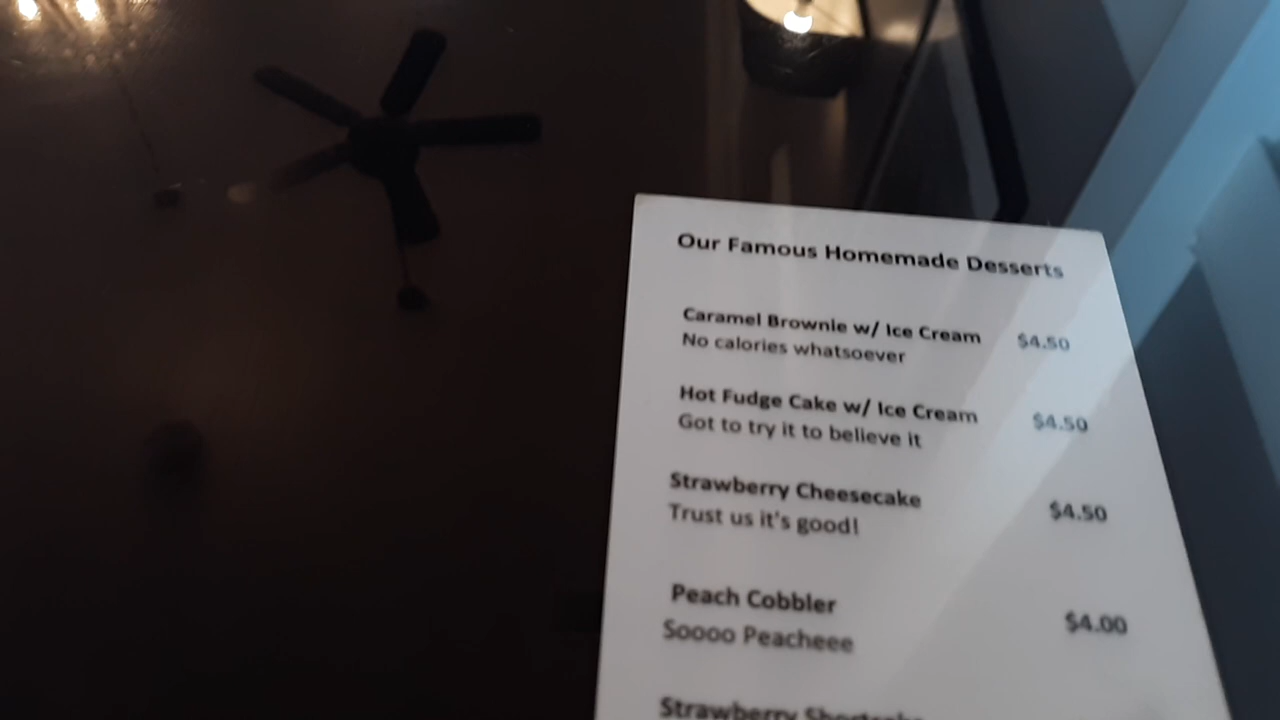 Our Famous Homemade Desserts
Caramel Brownie w/ Ice Cream $4.50
No calories whatsoever
Hot Fudge Cake w/ Ice Cream $4.50
Got to try it to believe it
Strawberry Cheesecake $4.50
Trust us it's good!
Peach Cobbler $4.00
Soooo Peacheee
Strawberry